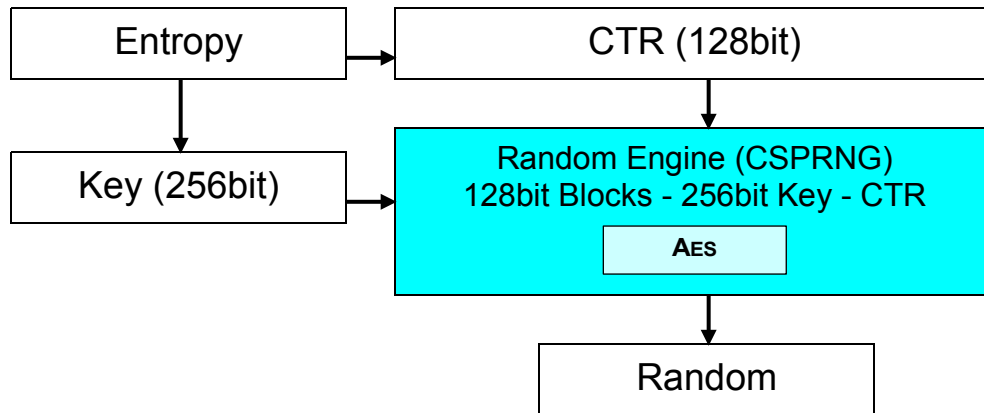 Entropy
CTR (128bit)
Key (256bit)
Random Engine (CSPRNG)
128bit Blocks - 256bit Key - CTR
AES
Random